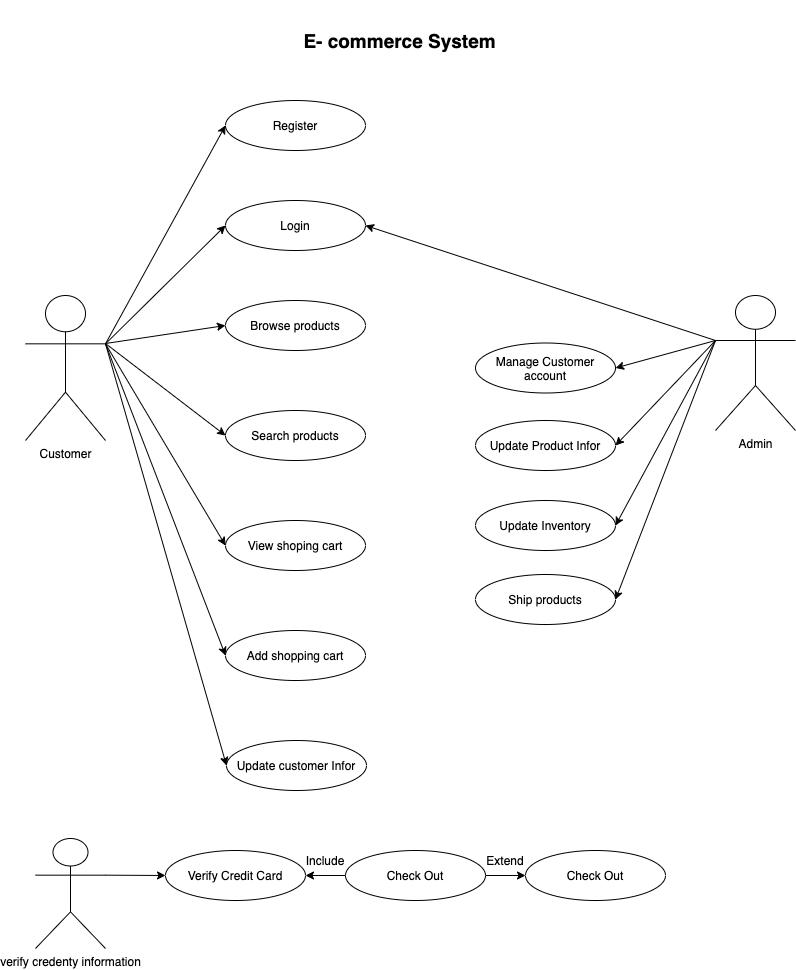 E- commerce System
Register
Login
Browse products
Manage Customer
account
Search products
Update Product Infor
Customer
Admin
Update Inventory
View shoping cart
Ship products
Add shopping cart
Update customer Infor
Include
Extend
Verify Credit Card
Check Out
Check Out
verify credenty information